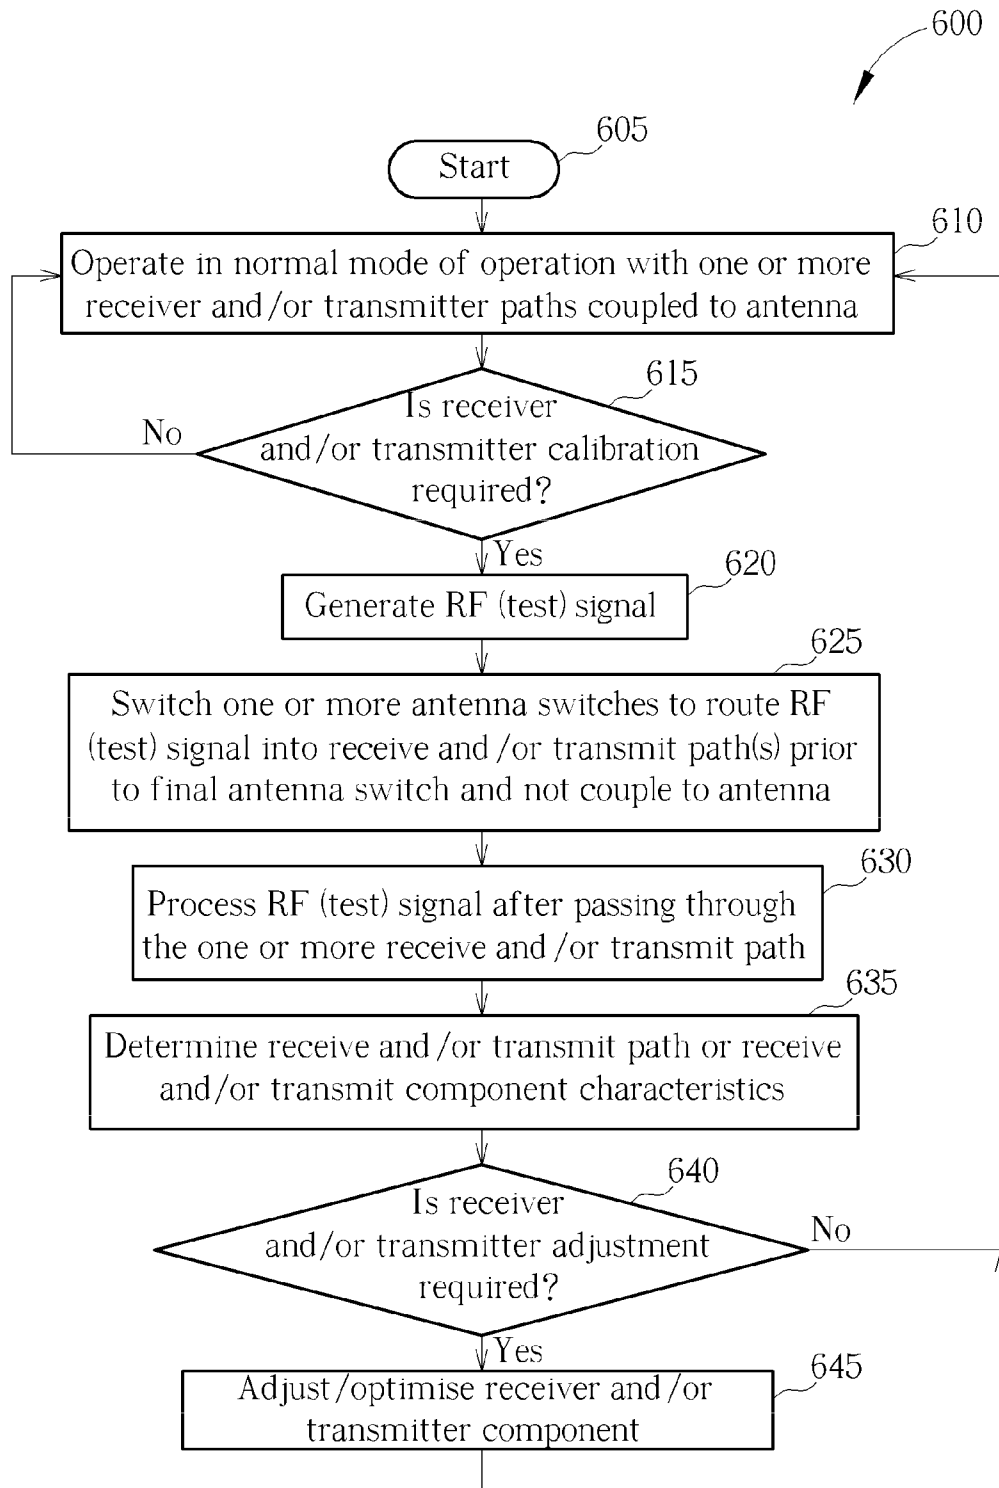 600
605
Start
610
Operate in normal mode of operation with one or more
receiver and/or transmitter paths coupled to antenna
615
Is receiver
and/or transmitter calibration
required?
No
Yes
620
Generate RF (test) signal
625
Switch one or more antenna switches to route RF
(test) signal into receive and /or transmit path(s) prior
to final antenna switch and not couple to antenna
630
Process RF (test) signal after passing through
the one or more receive and /or transmit path
635
Determine receive and /or transmit path or receive
and/or transmit component characteristics
640
Is receiver
and/or transmitter adjustment
required?
No
Yes
645
Adjust/optimise receiver and/or
transmitter component